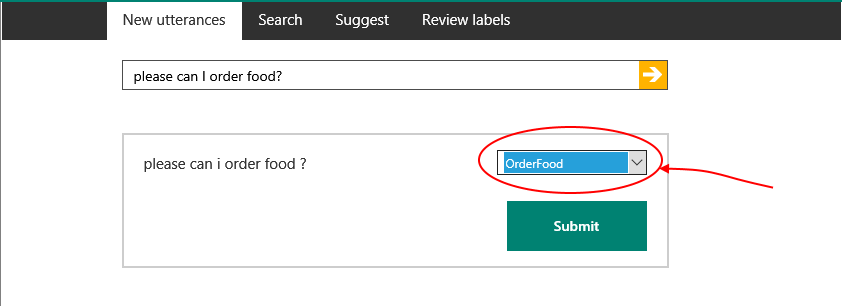 New utterances Search Suggest Review labels
please can I order food?
please can i order food ? OrderFood
Submit